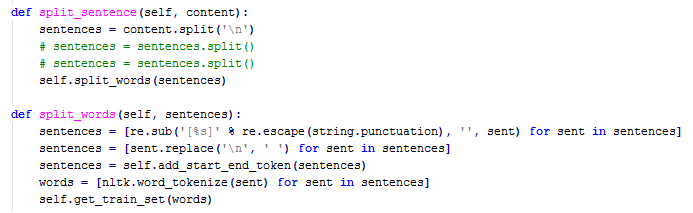 def split_sentence(self, content):
    sentences = content.split('\n')
    # sentences = sentences.split()
    # sentences = sentences.split()
    self.split_words(sentences)

def split_words(self, sentences):
    sentences = [re.sub('[%s]' % re.escape(string.punctuation), '', sent) for sent in sentences]
    sentences = [sent.replace('\n', ' ') for sent in sentences]
    sentences = self.add_start_end_token(sentences)
    words = [nltk.word_tokenize(sent) for sent in sentences]
    self.get_train_set(words)